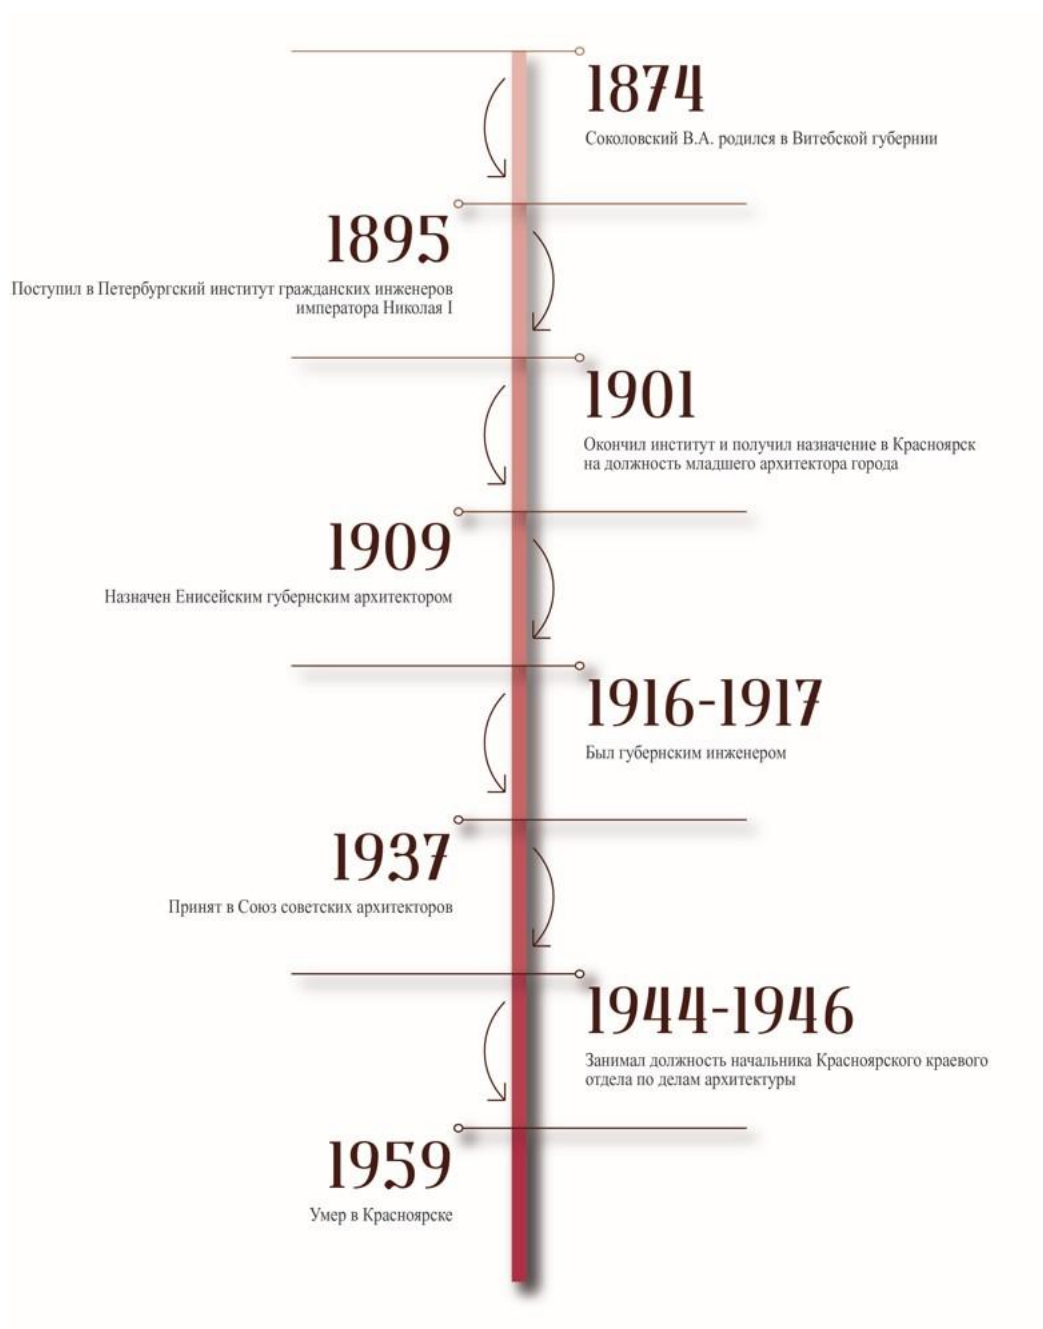 1874
Соколовский В.А. родился в Витебской губернии
1895
Поступил в Петербургский институт гражданских инженеров
императора Николая I
1901
Окончил институт и получил назначение в Красноярск
на должность младшего архитектора города
1909
Назначен Енисейским губернским архитектором
1916-1917
Был губернским инженером
1937
Принят в Союз советских архитекторов
1944-1946
Занимал должность начальника Красноярского краевого
отдела по делам архитектуры
1959
Умер в Красноярске